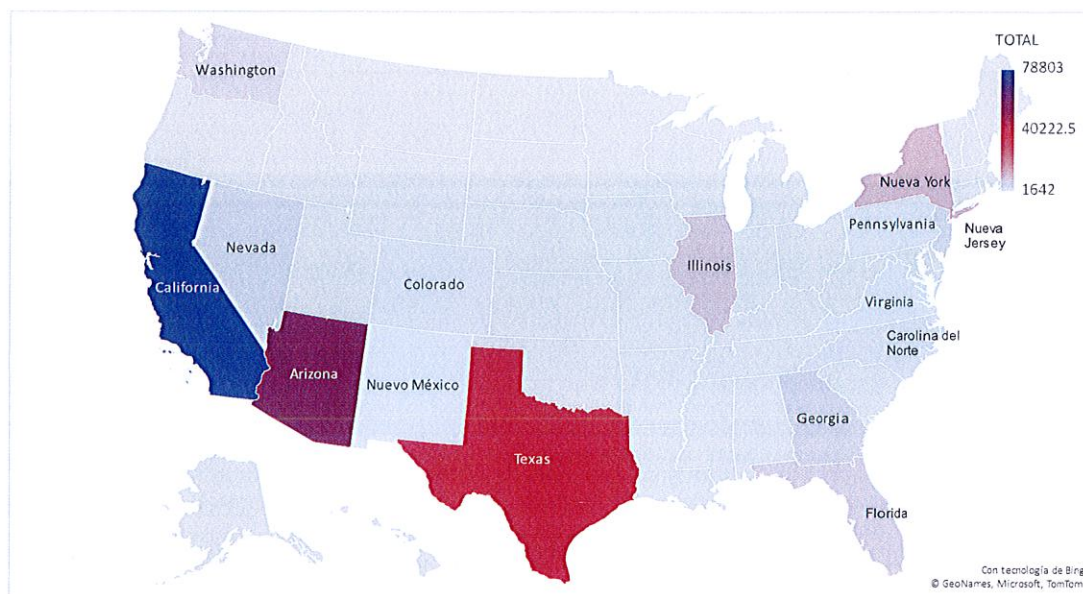 TOTAL
78803
40222.5
1642
Washington
Nueva York
Pennsylvania
Nueva
Jersey
Nevada
Illinois
California
Colorado
Virginia
Carolina del
Norte
Arizona
Nuevo México
Georgia
Texas
Florida
Con tecnología de Bing
© GeoNames, Microsoft, TomTom